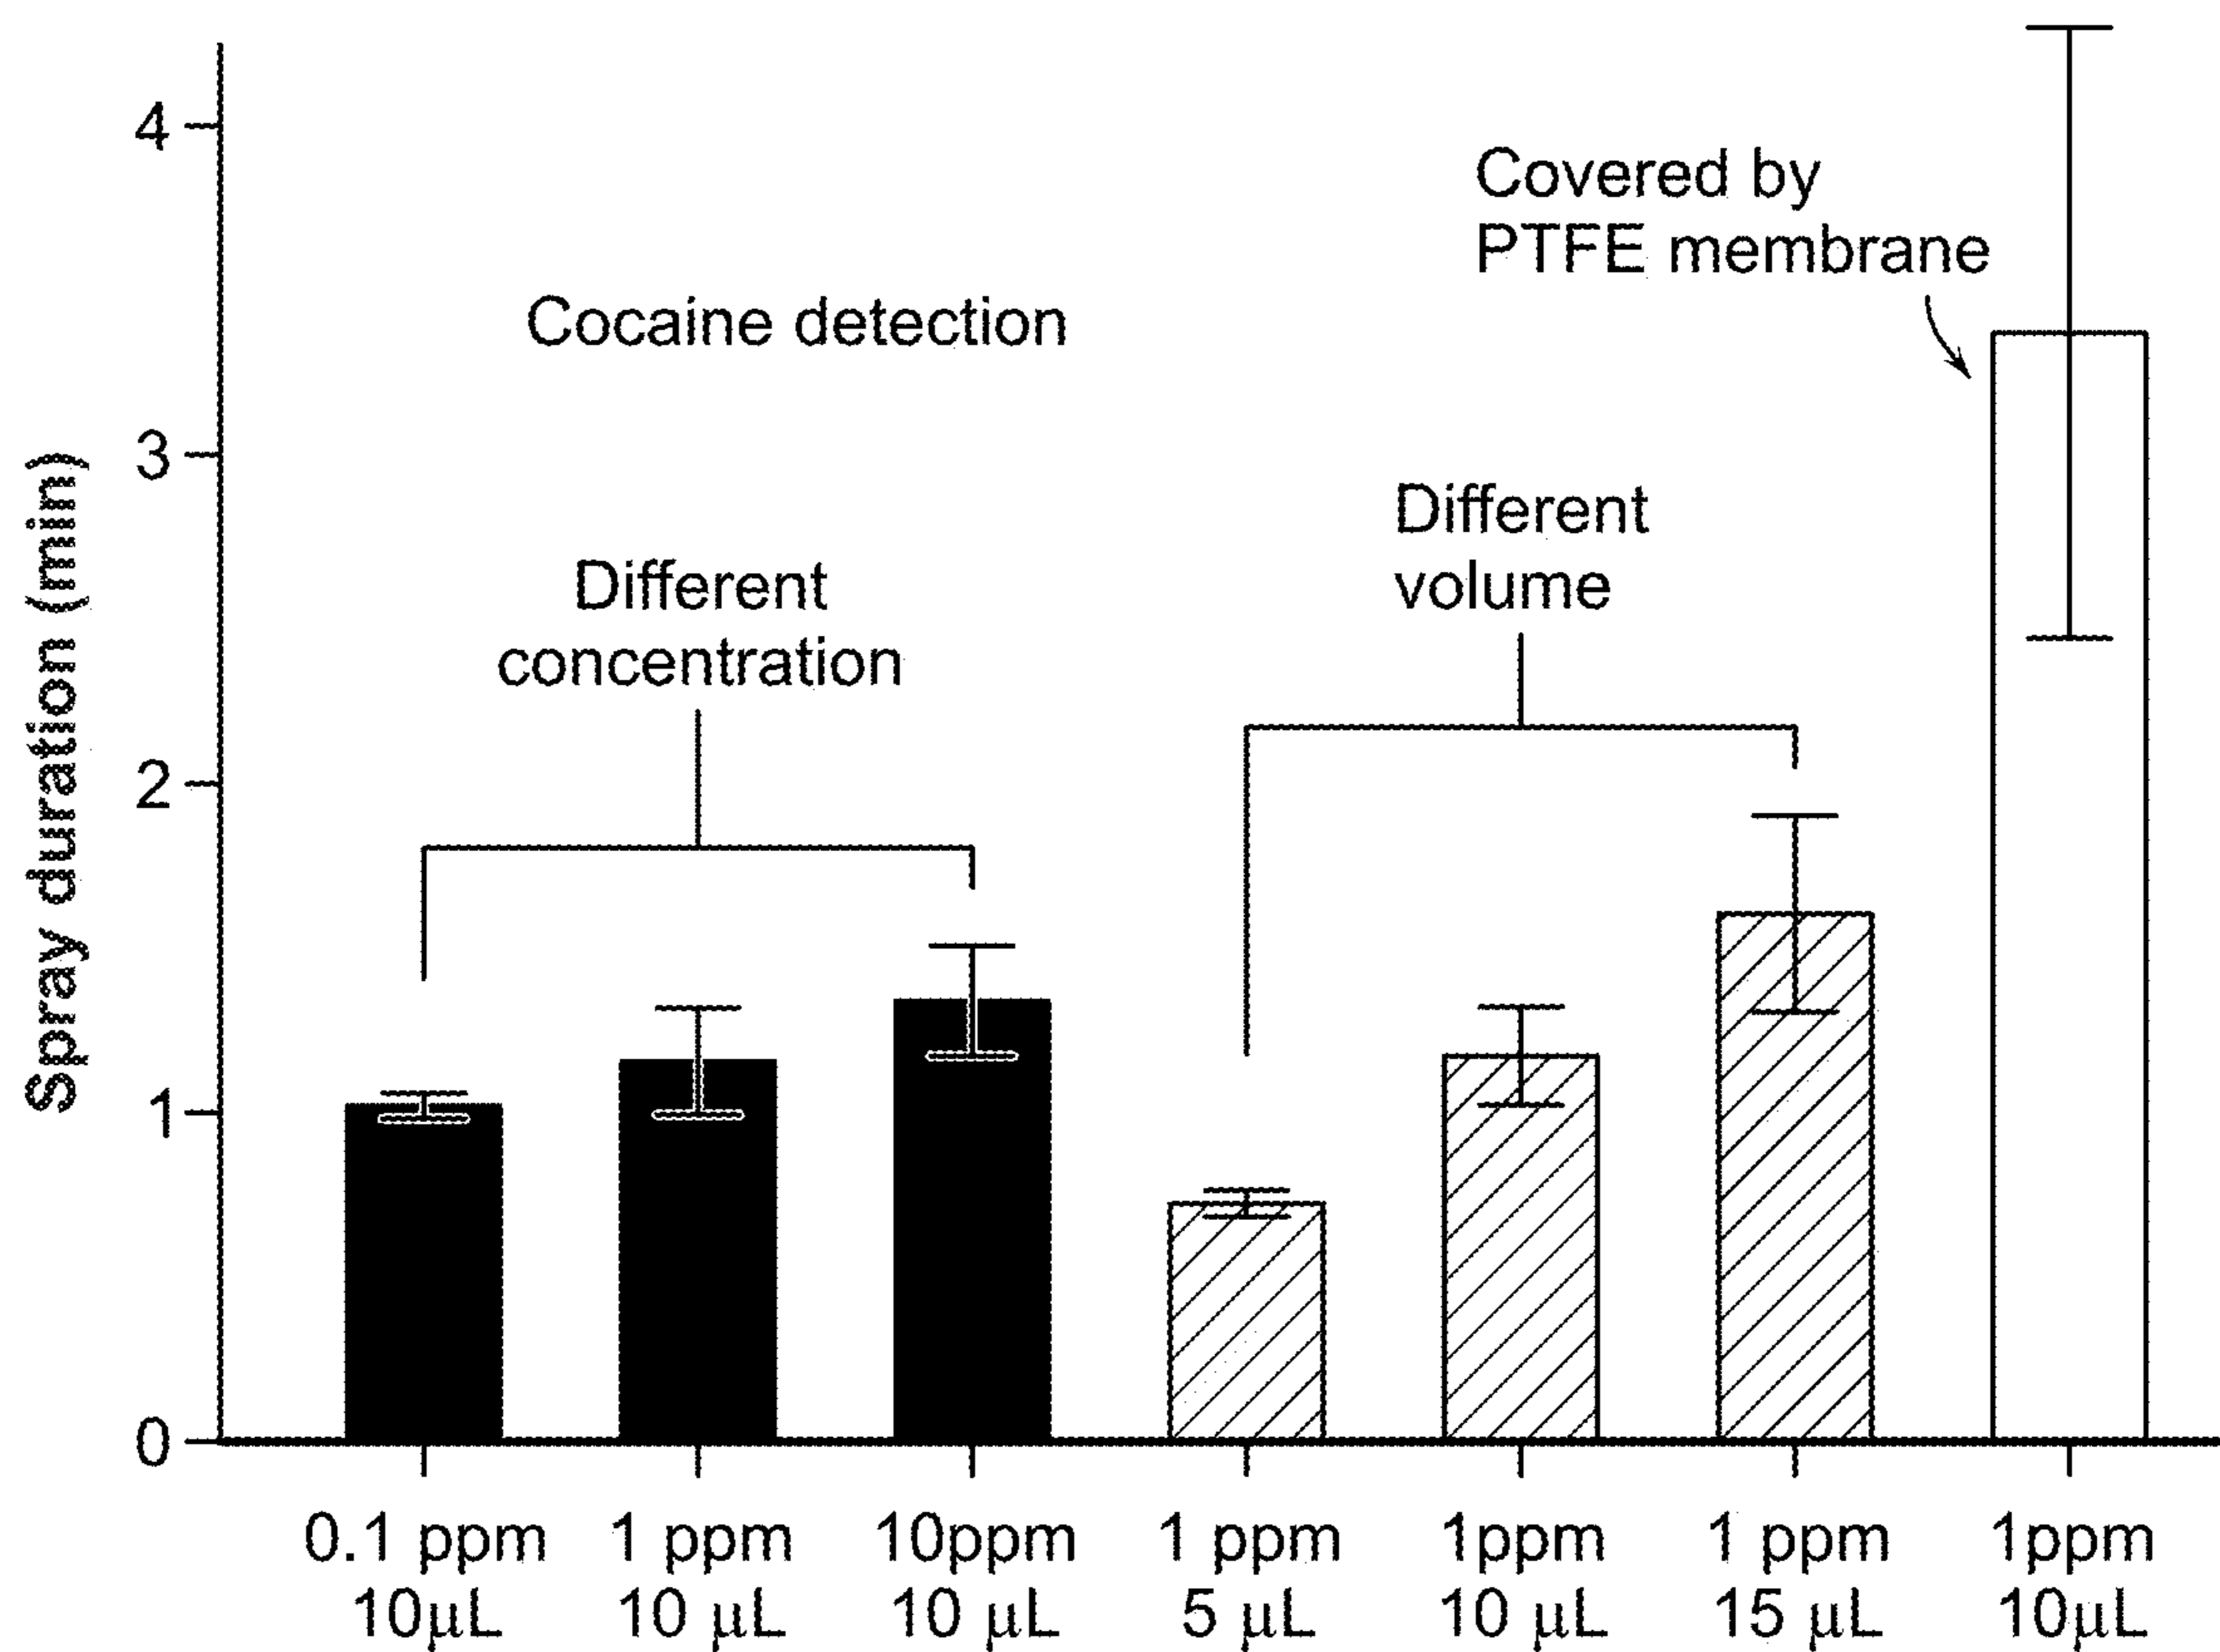 Spray duration (min)
4
3
2
1
0
Covered by
PTFE membrane
Cocaine detection
Different
volume
Different
concentration
0.1 ppm 1 ppm 10ppm 1 ppm 1ppm 1 ppm 1ppm
10μL 10 μL 10 μL 5 μL 10 μL 15 μL 10μL